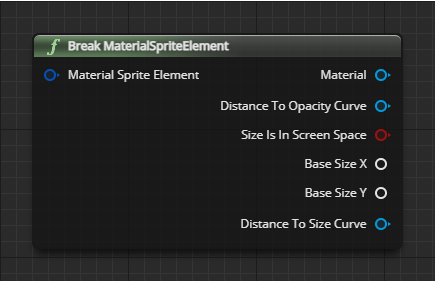 Break MaterialSpriteElement
Material Sprite Element
Material
Distance To Opacity Curve
Size Is In Screen Space
Base Size X
Base Size Y
Distance To Size Curve